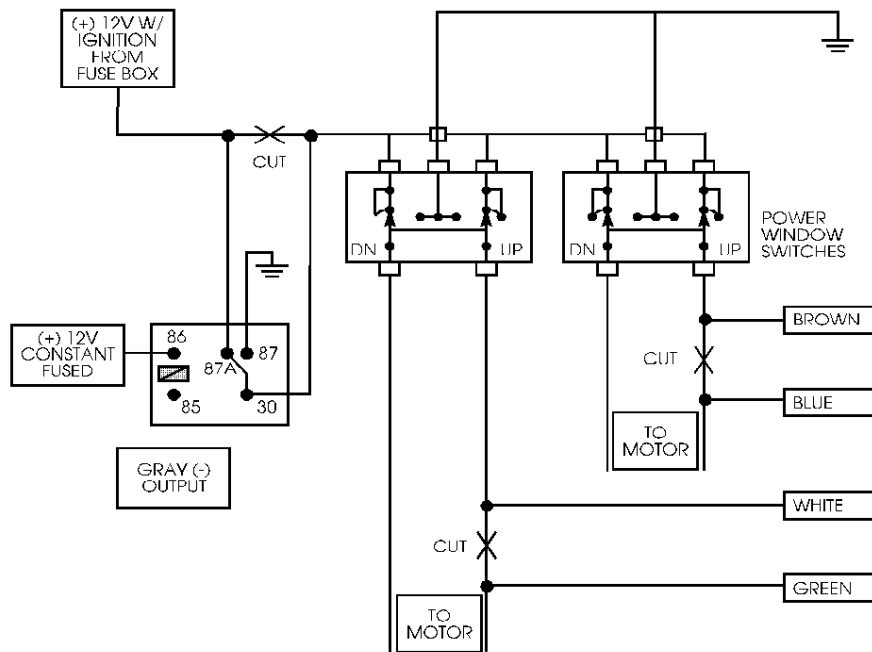 (+) 12V W/
IGNITION
FROM
FUSE BOX
CUT
DN
UP
DN
UP
POWER
WINDOW
SWITCHES
BROWN
CUT
BLUE
(+) 12V
CONSTANT
FUSED
86
87A
87
85
30
TO
MOTOR
GRAY (-)
OUTPUT
WHITE
CUT
GREEN
TO
MOTOR